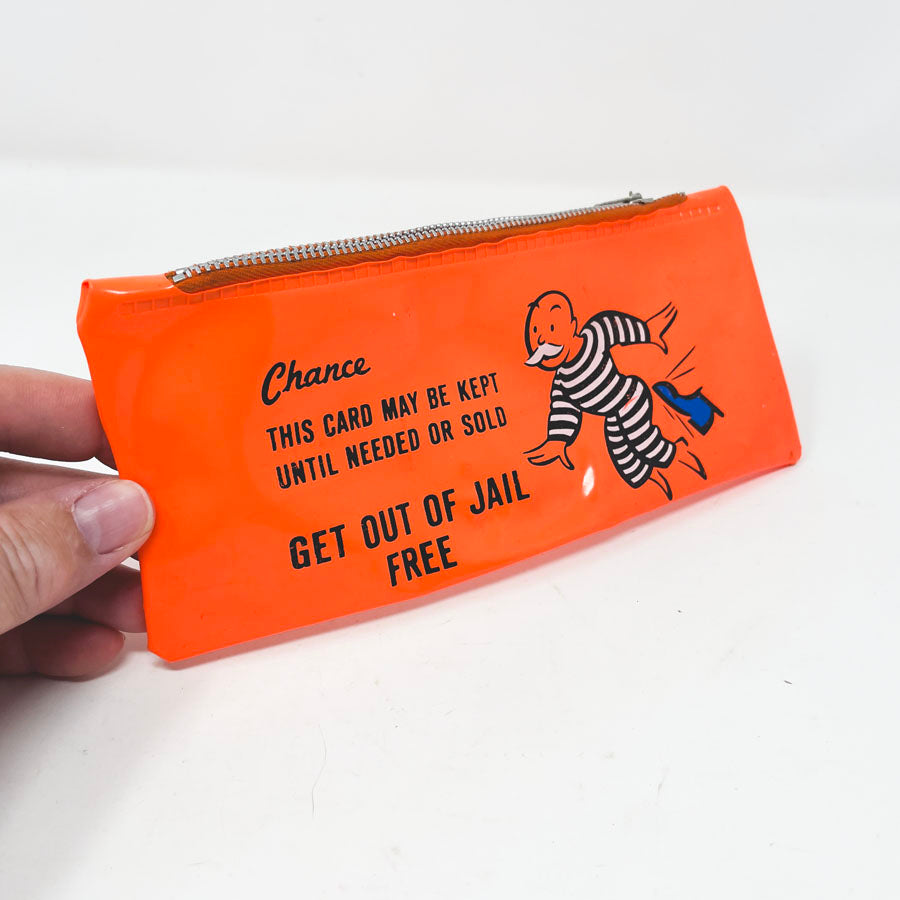 Chance
THIS CARD MAY BE KEPT
UNTIL NEEDED OR SOLD
GET OUT OF JAIL
FREE